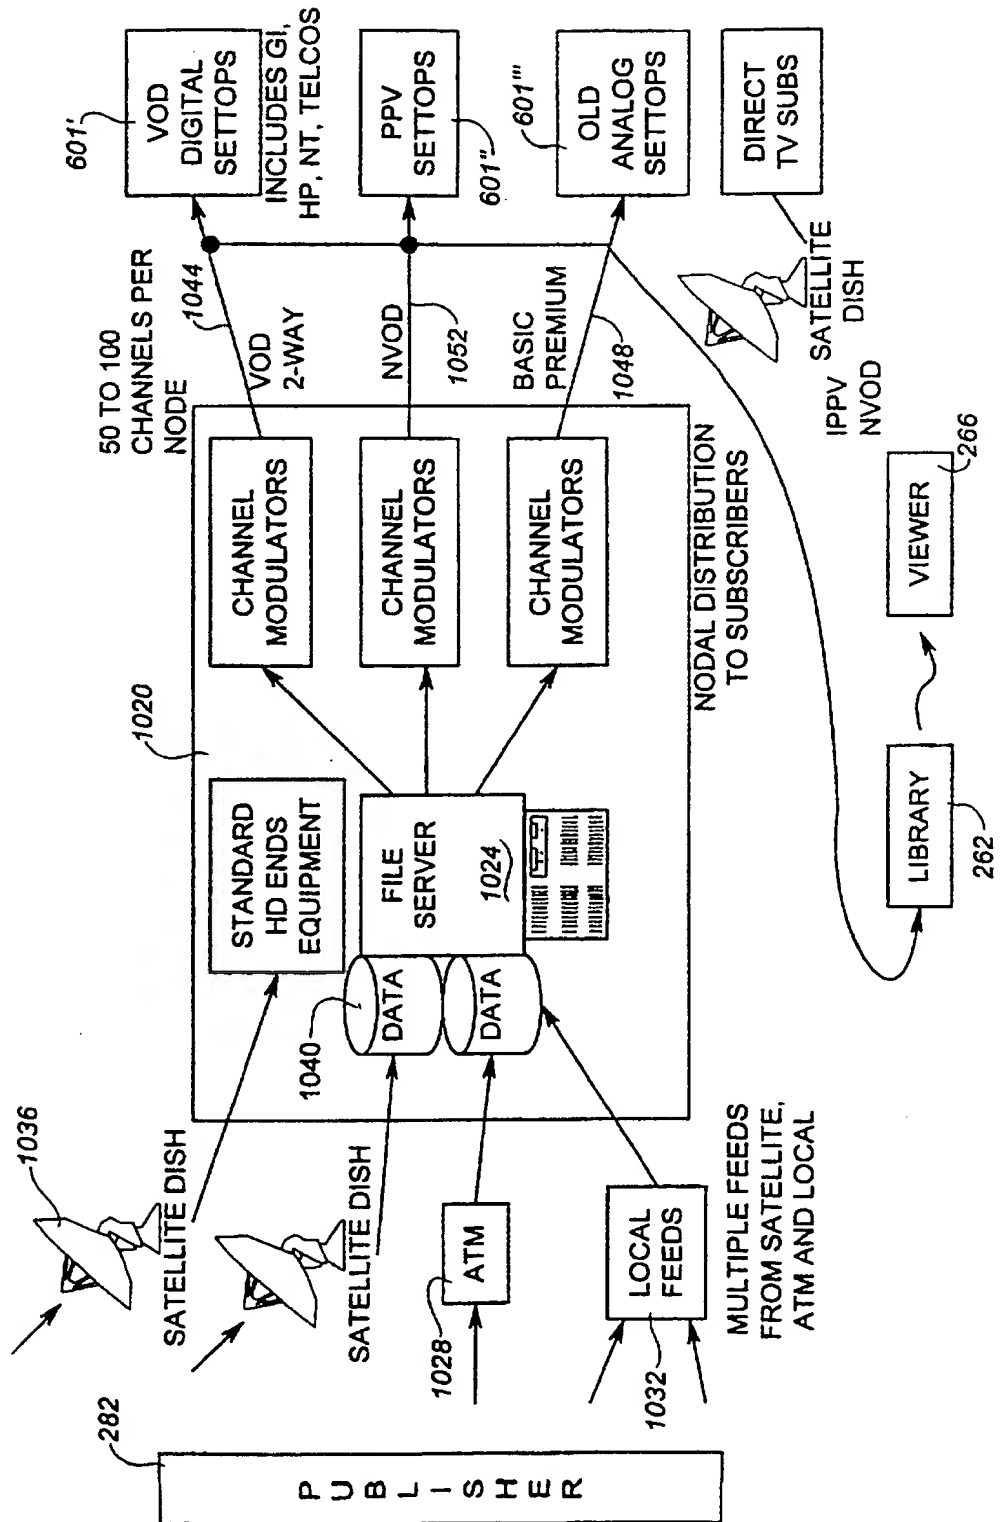 282
PUBLISHER
1036
SATELLITE DISH
SATELLITE DISH
1028
ATM
1032
LOCAL
FEEDS
MULTIPLE FEEDS
FROM SATELLITE,
ATM AND LOCAL
1020
STANDARD
HD ENDS
EQUIPMENT
1040
DATA
DATA
FILE
SERVER
1024
CHANNEL
MODULATORS
CHANNEL
MODULATORS
CHANNEL
MODULATORS
NODAL DISTRIBUTION
TO SUBSCRIBERS
50 TO 100
CHANNELS PER
NODE
1044
VOD
2-WAY
NVOD
1052
BASIC
PREMIUM
1048
601'
VOD
DIGITAL
SETTOPS
INCLUDES GI,
HP, NT, TELCOS
PPV
SETTOPS
601"
601'"
OLD
ANALOG
SETTOPS
DIRECT
TV SUBS
SATELLITE
DISH
IPPV
NVOD
LIBRARY
262
VIEWER
266